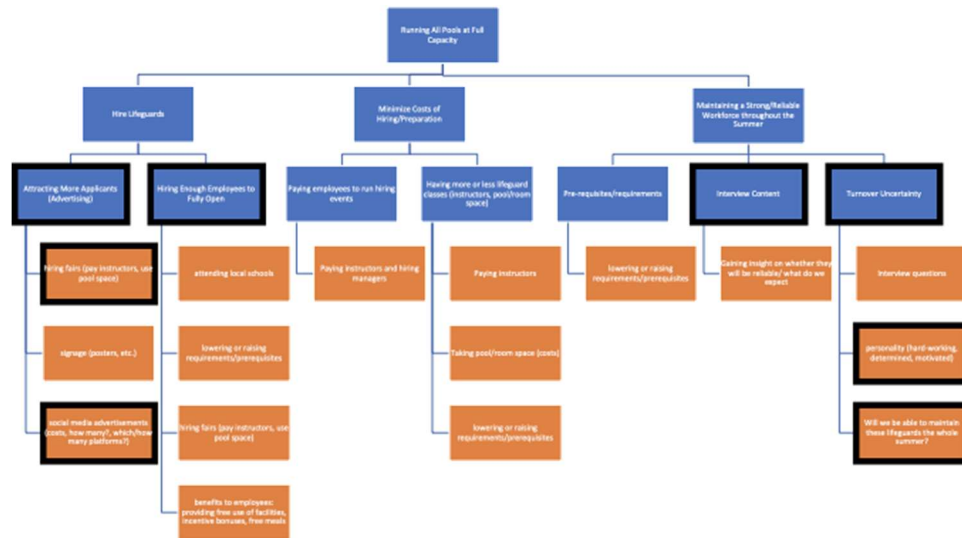 Running All Pools at Full
Capacity
Hire Lifeguards
Minimize Costs of
Hiring/Preparation
Maintaining a Strong/Reliable
Workforce throughout the
Summer
Attracting More Applicants
(Advertising)
Hiring Enough Employees to
Fully Open
Paying employees to run hiring
events
Having more or less lifeguard
classes (instructors, pool/room
space)
Pre-requisites/requirements
Interview Content
Turnover Uncertainty
hiring fairs (pay instructors, use
pool space)
attending local schools
Paying instructors and hiring
managers
Paying instructors
lowering or raising
requirements/prerequisites
Gaining insight on whether they
will be reliable/ what do we
expect
Interview questions
signage (posters, etc.)
lowering or raising
requirements/prerequisites
Taking pool/room space (costs)
personality (hard-working,
determined, motivated)
social media advertisements
(costs, how many?, which/how
many platforms?)
hiring fairs (pay instructors, use
pool space)
lowering or raising
requirements/prerequisites
Will we be able to maintain
these lifeguards the whole
summer?
benefits to employees:
providing free use of facilities,
incentive bonuses, free meals